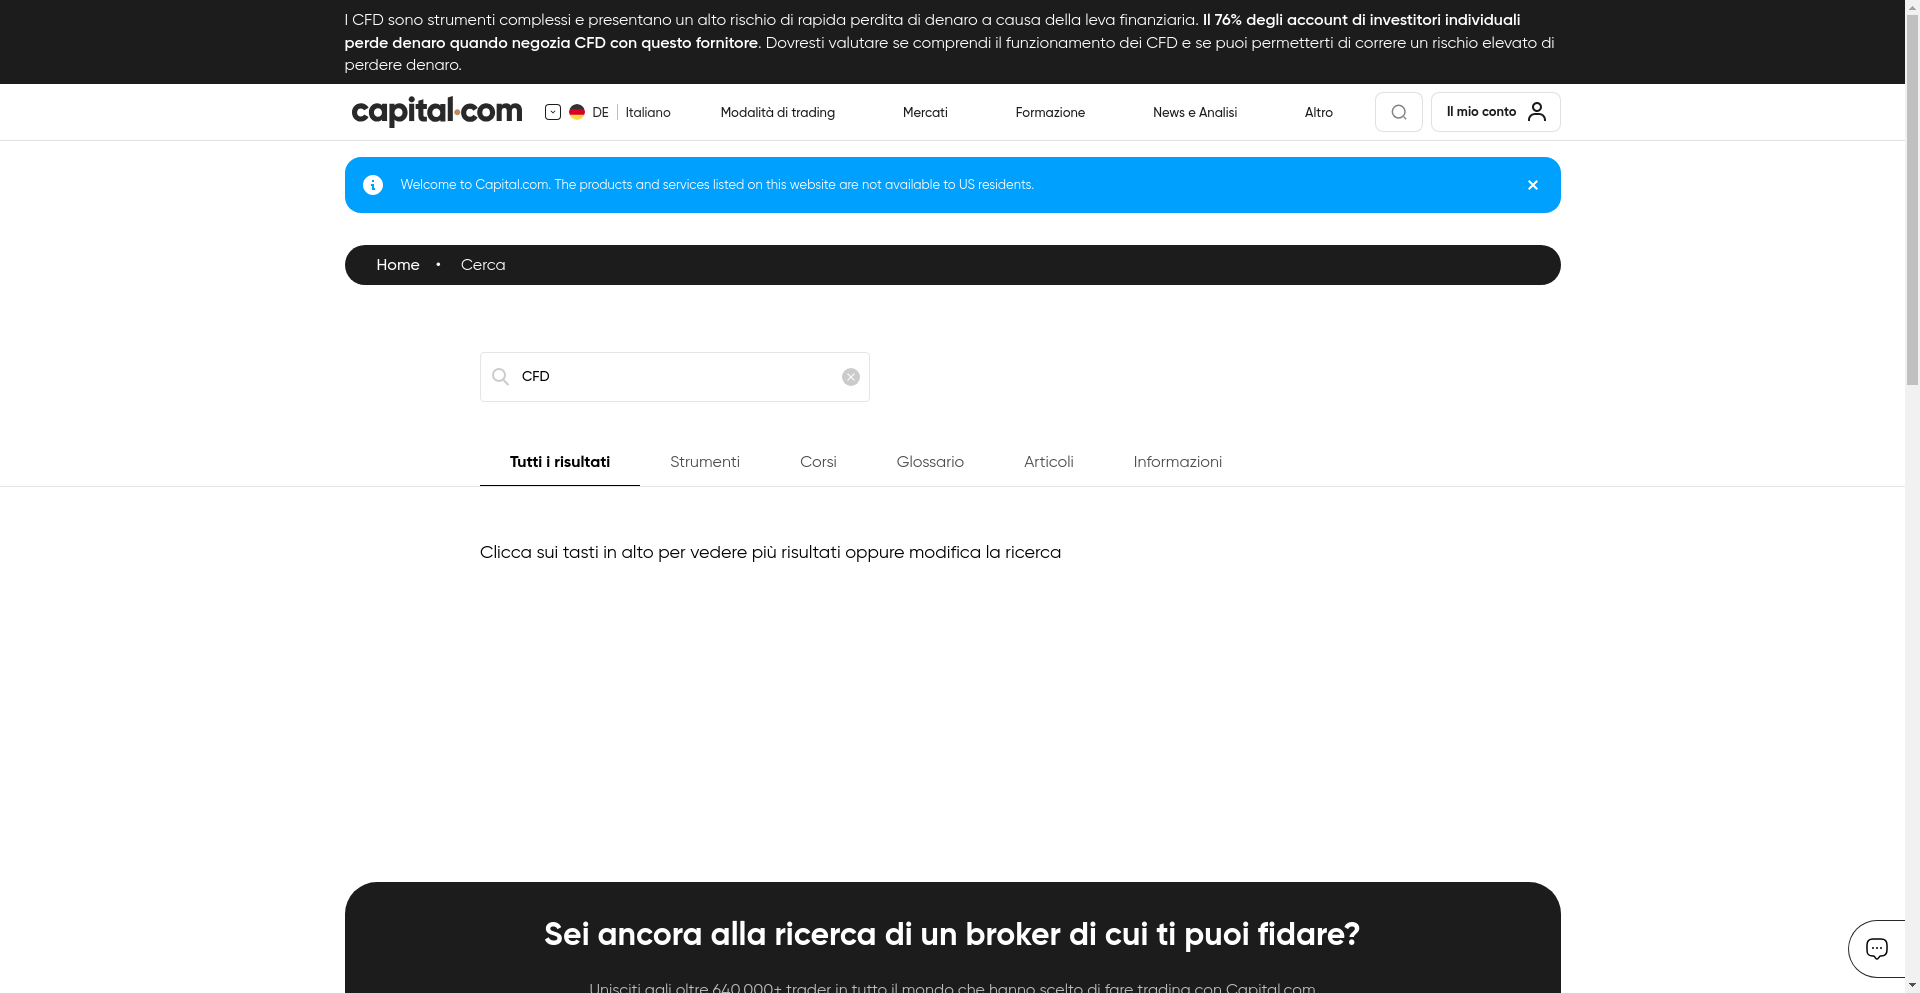 I CFD sono strumenti complessi e presentano un alto rischio di rapida perdita di denaro a causa della leva finanziaria. Il 76% degli account di investitori individuali
perde denaro quando negozia CFD con questo fornitore. Dovresti valutare se comprendi il funzionamento dei CFD e se puoi permetterti di correre un rischio elevato di
perdere denaro.
capital.com DE Italiano Modalità di trading Mercati Formazione News e Analisi Altro Il mio conto
Welcome to Capital.com. The products and services listed on this website are not available to US residents.
Home • Cerca
CFD
Tutti i risultati Strumenti Corsi Glossario Articoli Informazioni
Clicca sui tasti in alto per vedere più risultati oppure modifica la ricerca
Sei ancora alla ricerca di un broker di cui ti puoi fidare?
Unisciti agli oltre 640.000+ trader in tutto il mondo che hanno scelto di fare trading con Capital.com